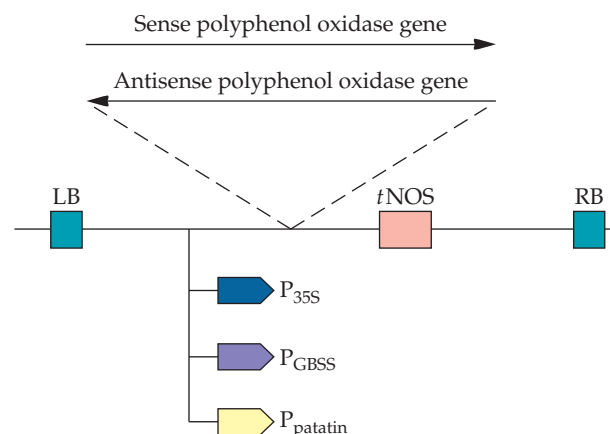 Sense polyphenol oxidase gene
Antisense polyphenol oxidase gene
LB tNOS RB
P35S
PGBSS
Ppatatin